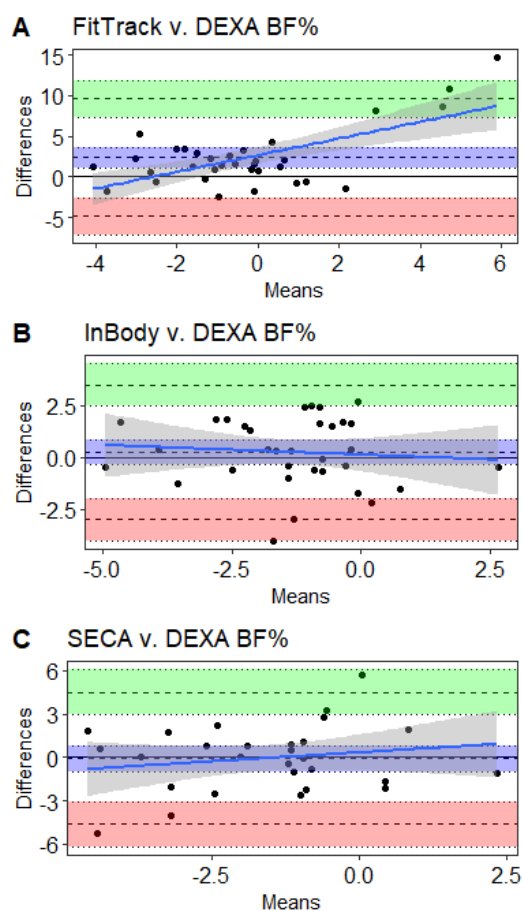 A FitTrack v. DEXA BF%
15
10
5
0
-5
Differences
-4 -2 0 2 4 6
Means
B InBody v. DEXA BF%
2.5
0.0
-2.5
Differences
-5.0 -2.5 0.0 2.5
Means
C SECA v. DEXA BF%
6
3
0
-3
-6
Differences
-2.5 0.0 2.5
Means